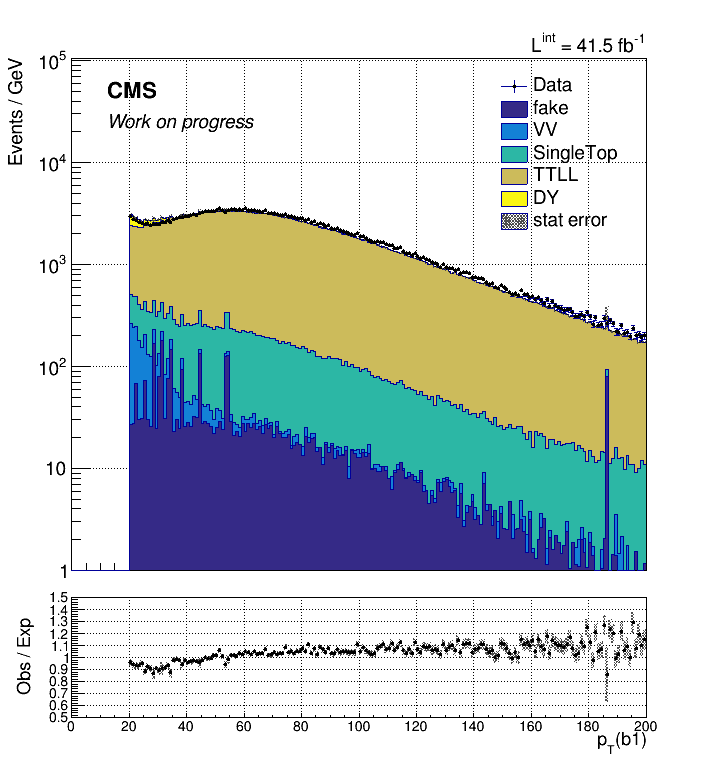 L^int = 41.5 fb^-1
Events / GeV
10^5
10^4
10^3
10^2
10
1
CMS
Work on progress
Data
fake
VV
SingleTop
TTLL
DY
stat error
Obs / Exp
1.5
1.4
1.3
1.2
1.1
1
0.9
0.8
0.7
0.6
0.5
0 20 40 60 80 100 120 140 160 180 200
p_T(b1)